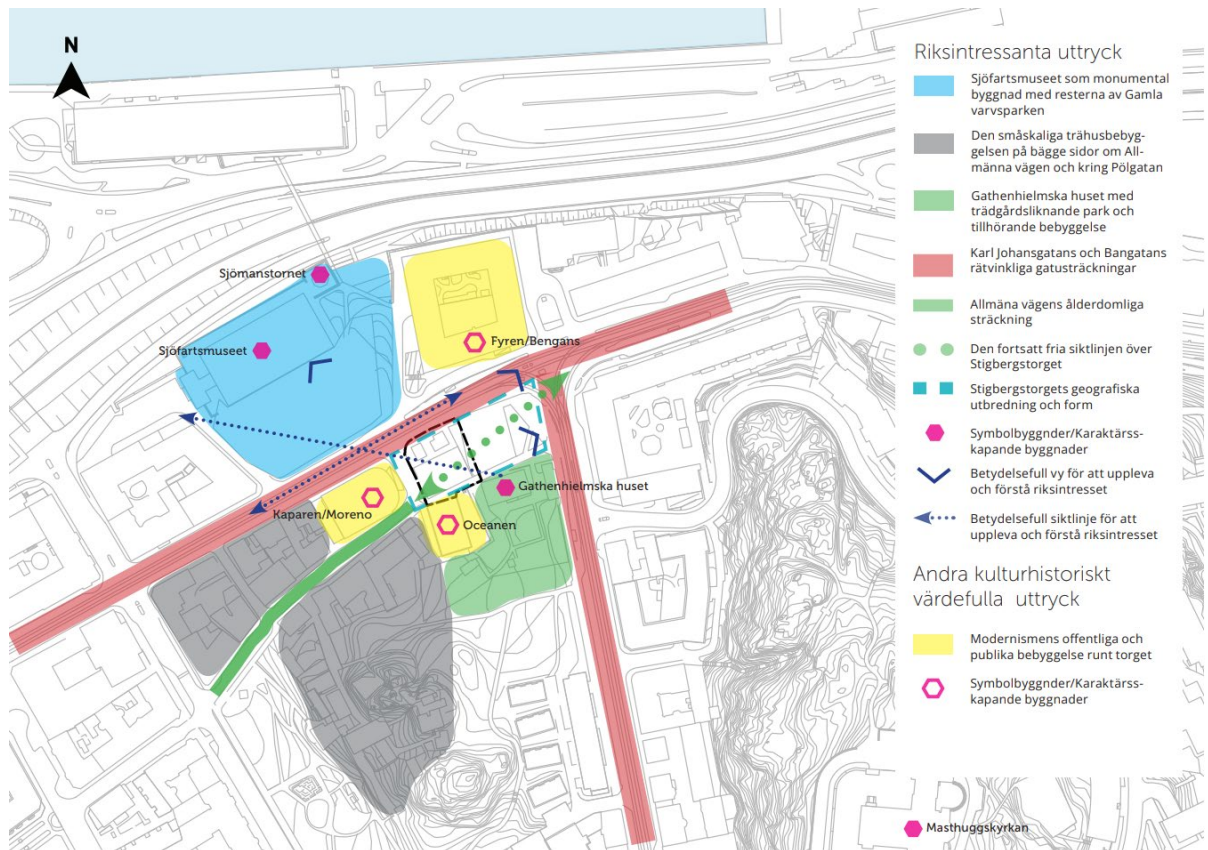 N
Sjömanstornet
Sjöfartsmuseet
Fyren/Bengans
Gathenhielmska huset
Kaparen/Moreno
Oceanen
Masthuggskyrkan
Riksintressanta uttryck
Sjöfartsmuseet som monumental
byggnad med resterna av Gamla
varvsparken
Den småskaliga trähusbebyg-
gelsen på bägge sidor om All-
männa vägen och kring Pölgatan
Gathenhielmska huset med
trädgårdsliknande park och
tillhörande bebyggelse
Karl Johansgatans och Bangatans
rätvinkliga gatusträckningar
Allmäna vägens ålderdomliga
sträckning
Den fortsatt fria siktlinjen över
Stigbergstorget
Stigbergstorgets geografiska
utbredning och form
Symbolbyggnder/Karaktärss-
kapande byggnader
Betydelsefull vy för att uppleva
och förstå riksintresset
Betydelsefull siktlinje för att
uppleva och förstå riksintresset
Andra kulturhistoriskt
värdefulla uttryck
Modernismens offentliga och
publika bebyggelse runt torget
Symbolbyggnder/Karaktärss-
kapande byggnader